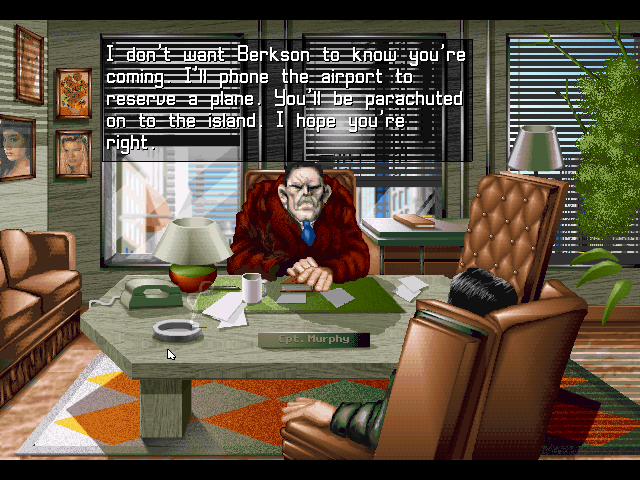 I don't want Berkson to know you're
coming. I'll phone the airport to
reserve a plane. You'll be parachuted
on to the island. I hope you're
right.
Cpt. Murphy